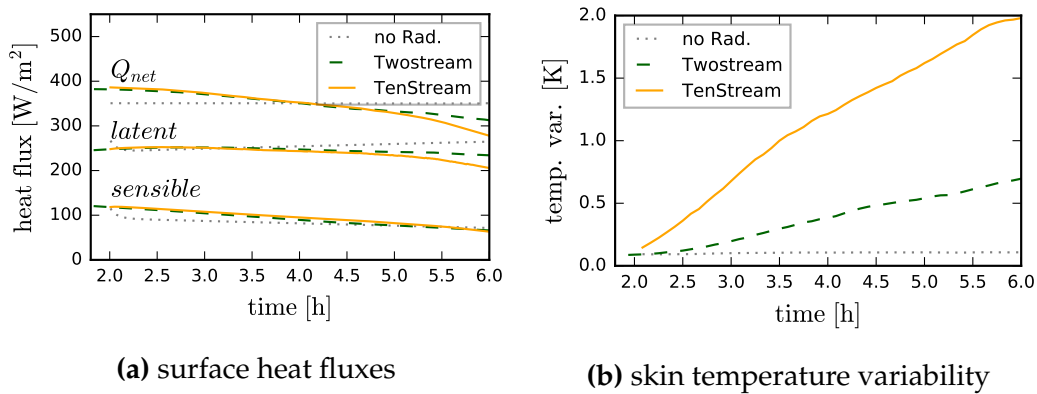 heat flux [W/m²]
500
400
300
200
100
0
no Rad.
Twostream
TenStream
Q_net
latent
sensible
2.0 2.5 3.0 3.5 4.0 4.5 5.0 5.5 6.0
time [h]
(a) surface heat fluxes
temp. var. [K]
2.0
1.5
1.0
0.5
0.0
no Rad.
Twostream
TenStream
2.0 2.5 3.0 3.5 4.0 4.5 5.0 5.5 6.0
time [h]
(b) skin temperature variability